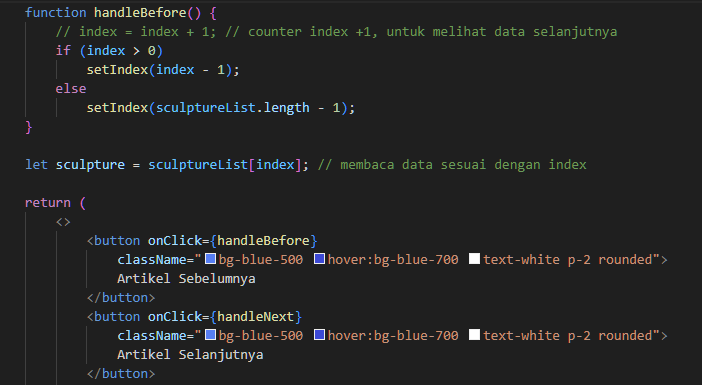 function handleBefore() {
// index = index + 1; // counter index +1, untuk melihat data selanjutnya
if (index > 0)
setIndex(index - 1);
else
setIndex(sculptureList.length - 1);
}
let sculpture = sculptureList[index]; // membaca data sesuai dengan index
return (
<>
<button onClick={handleBefore}
className="bg-blue-500 hover:bg-blue-700 text-white p-2 rounded">
Artikel Sebelumnya
</button>
<button onClick={handleNext}
className="bg-blue-500 hover:bg-blue-700 text-white p-2 rounded">
Artikel Selanjutnya
</button>